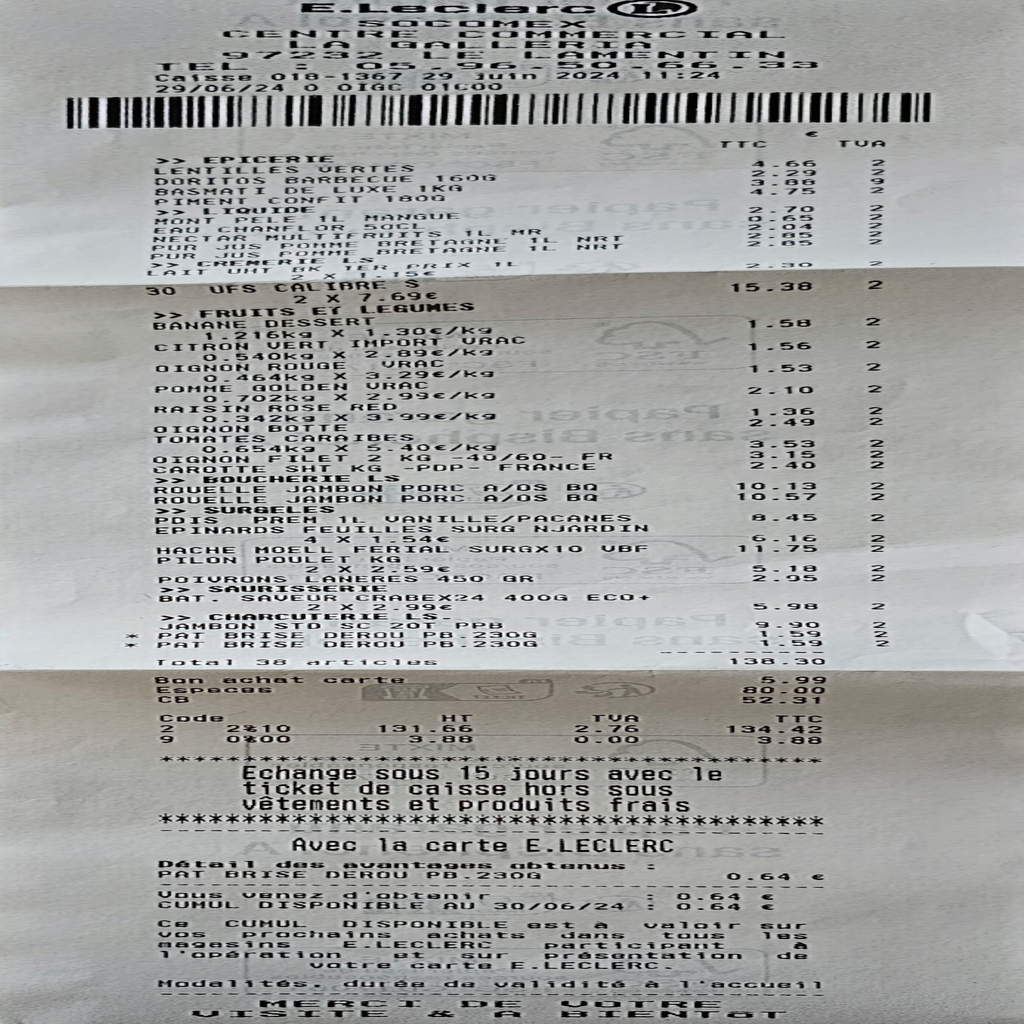 E.Leclerc L
SOCOMEX
CENTRE COMMERCIAL
LA GALLERIA
97232 LE LAMENTIN
TEL : 05.96.50.66.33
Caisse 018-1367 29 juin 2024 11:24
29/06/24 0 0IGC 01C00
€
TTC TVA
>> EPICERIE
LENTILLES VERTES 4.66 2
DORITOS BARBECUE 160G 2.29 2
BASMATI DE LUXE 1KG 3.88 9
PIMENT CONFIT 180G 4.75 2
>> LIQUIDE
MONT PELE 1L MANGUE 2.70 2
EAU CHANFLOR 50CL 0.65 2
NECTAR MULTIFRUITS 1L MR 2.04 2
PUR JUS POMME BRETAGNE 1L NRT 2.85 2
PUR JUS POMME BRETAGNE 1L NRT 2.85 2
>> CREMERIE LS
LAIT UHT BK 1ER PRIX 1L
2 X 1.15€ 2.30 2
30 UFS CALIBRE S
2 X 7.69€ 15.38 2
>> FRUITS ET LEGUMES
BANANE DESSERT
1.216kg X 1.30€/kg 1.58 2
CITRON VERT IMPORT VRAC
0.540kg X 2.89€/kg 1.56 2
OIGNON ROUGE VRAC
0.464kg X 3.29€/kg 1.53 2
POMME GOLDEN VRAC
0.702kg X 2.99€/kg 2.10 2
RAISIN ROSE RED
0.342kg X 3.99€/kg 1.36 2
OIGNON BOTTE 2.49 2
TOMATES CARAIBES
0.654kg X 5.40€/kg 3.53 2
OIGNON FILET 2 KG -40/60- FR 3.15 2
CAROTTE SHT KG -PDP- FRANCE 2.40 2
>> BOUCHERIE LS
ROUELLE JAMBON PORC A/OS BQ 10.13 2
ROUELLE JAMBON PORC A/OS BQ 10.57 2
>> SURGELES
PDIS PREM 1L VANILLE/PACANES 8.45 2
EPINARDS FEUILLES SURG NJARDIN
4 X 1.54€ 6.16 2
HACHE MOELL FERIAL SURGX10 VBF 11.75 2
PILON POULET KG
2 X 2.59€ 5.18 2
POIVRONS LANERES 450 GR 2.95 2
>> SAURISSERIE
BAT. SAVEUR CRABEX24 400G ECO+
2 X 2.99€ 5.98 2
>> CHARCUTERIE LS-
JAMBON STD SC 20T PPB 9.90 2
* PAT BRISE DEROU PB.230G 1.59 2
* PAT BRISE DEROU PB.230G 1.59 2
----------
Total 38 articles 138.30
Bon achat carte 5.99
Especes 80.00
CB 52.31
Code HT TVA TTC
2 2%10 131.66 2.76 134.42
9 0%00 3.88 0.00 3.88
****************************************
Echange sous 15 jours avec le
ticket de caisse hors sous
vêtements et produits frais
****************************************
----------------------------------------
Avec la carte E.LECLERC
Détail des avantages obtenus :
PAT BRISE DEROU PB.230G 0.64 €
----------------------------------------
Vous venez d'obtenir : 0.64 €
CUMUL DISPONIBLE AU 30/06/24 : 0.64 €
Ce CUMUL DISPONIBLE est à valoir sur
vos prochains achats dans tous les
magasins E.LECLERC participant à
l'opération et sur présentation de
votre carte E.LECLERC.
Modalités, durée de validité à l'accueil
----------------------------------------
MERCI DE VOTRE
VISITE & A BIENTOT